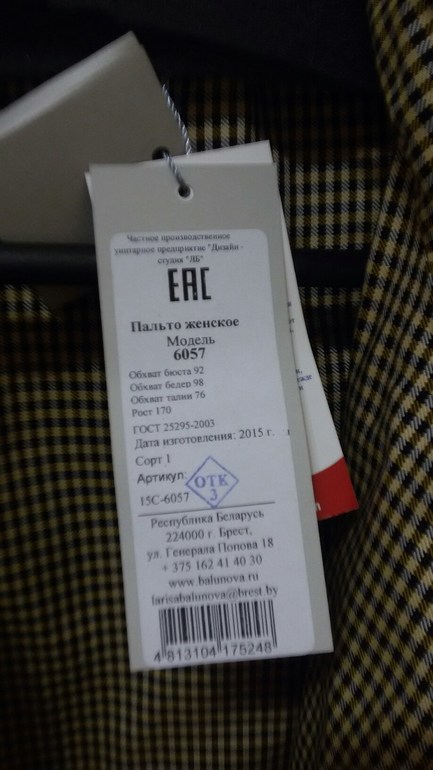 Частное производственное
унитарное предприятие "Дизайн -
студия "ЛБ"
ЕАС
Пальто женское
Модель
6057
Обхват бюста 92
Обхват бедер 98
Обхват талии 76
Рост 170
ГОСТ 25295-2003
Дата изготовления: 2015 г.
Сорт 1
Артикул:
ОТК
3
15С-6057
Республика Беларусь
224000 г. Брест,
ул. Генерала Попова 18
+ 375 162 41 40 30
www.balunova.ru
larisabalunova@brest.by
4 813104 175248